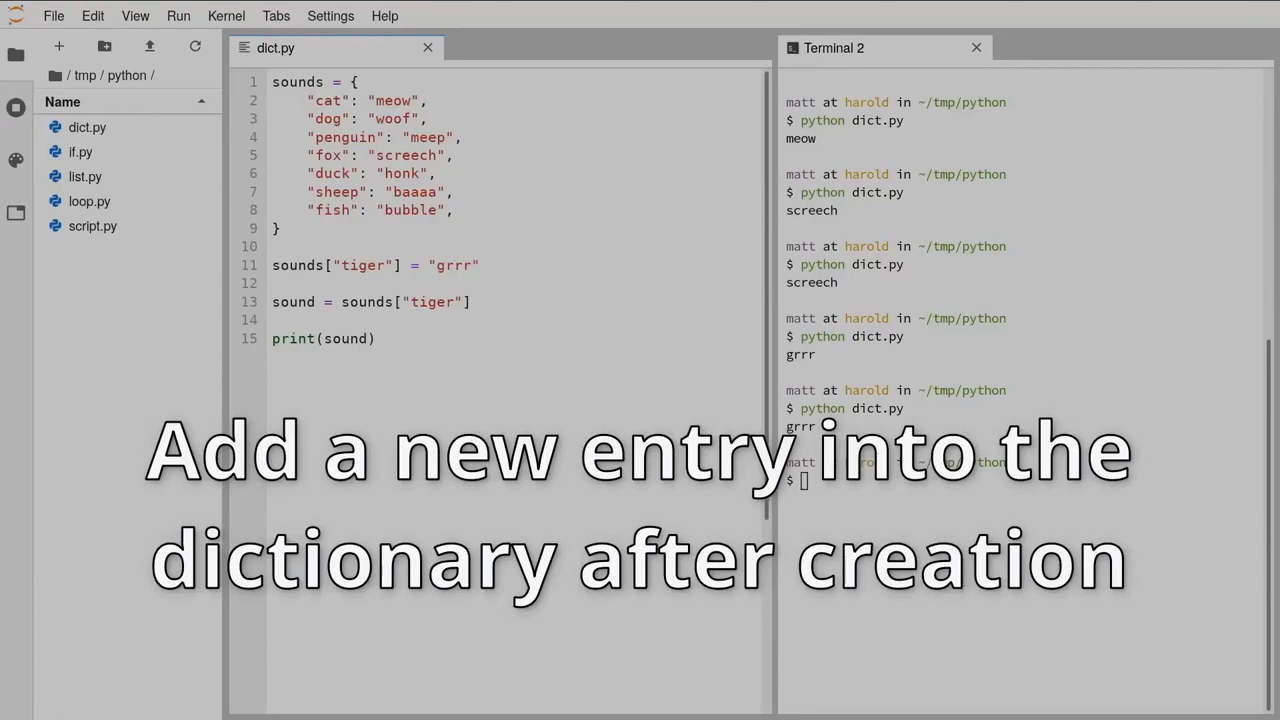 File Edit View Run Kernel Tabs Settings Help
/ tmp / python /
Name
dict.py
if.py
list.py
loop.py
script.py
dict.py
1 sounds = {
2     "cat": "meow",
3     "dog": "woof",
4     "penguin": "meep",
5     "fox": "screech",
6     "duck": "honk",
7     "sheep": "baaaa",
8     "fish": "bubble",
9 }
10
11 sounds["tiger"] = "grrr"
12
13 sound = sounds["tiger"]
14
15 print(sound)
Terminal 2
matt at harold in ~/tmp/python
$ python dict.py
meow
matt at harold in ~/tmp/python
$ python dict.py
screech
matt at harold in ~/tmp/python
$ python dict.py
screech
matt at harold in ~/tmp/python
$ python dict.py
grrr
matt at harold in ~/tmp/python
$ python dict.py
grrr
matt
$
Add a new entry into the
dictionary after creation